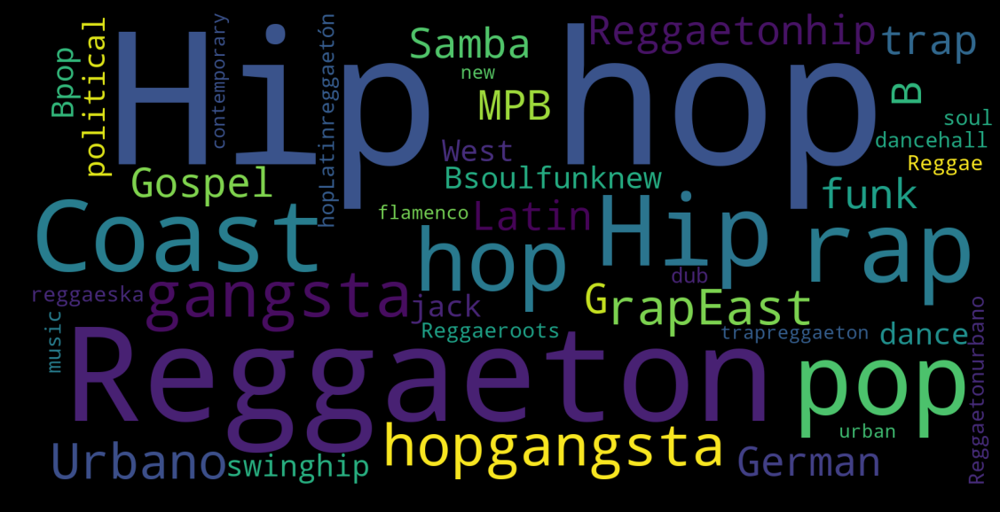 Hip hop
Reggaetonhip
trap
Samba
new
MPB
B
soul
dancehall
Reggae
Bpop
political
contemporary
hopLatinreggaetón
West
Bsoulfunknew
Gospel
funk
Coast
flamenco
Latin
hop
Hip
rap
dub
reggaeska
gangsta
jack
G
rapEast
Reggaeroots
trapreggaeton
dance
music
Reggaeton
pop
urban
Reggaetonurbano
Urbano
swinghip
hopgangsta
German